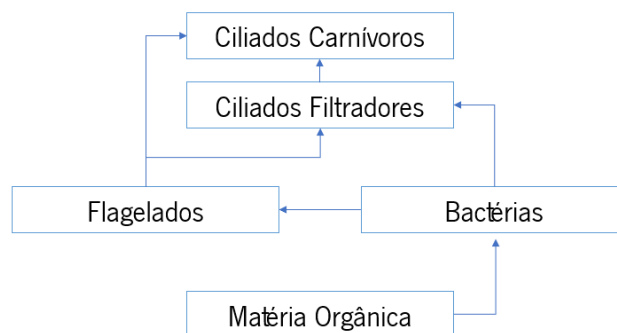 Ciliados Carnívoros
Ciliados Filtradores
Flagelados
Bactérias
Matéria Orgânica